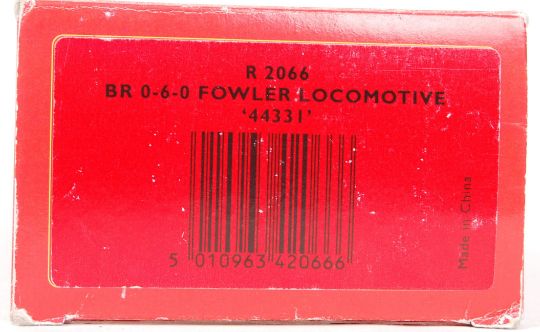 R 2066
BR 0-6-0 FOWLER LOCOMOTIVE
'44331'
5 010963 420666
Made in China